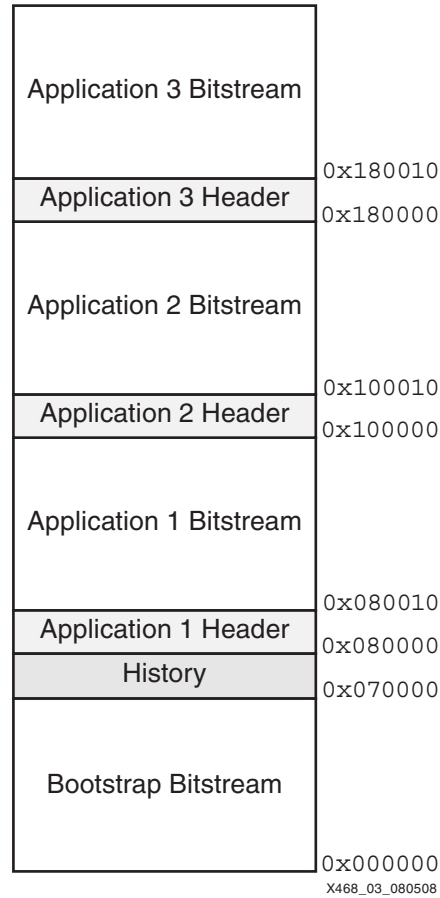 Application 3 Bitstream
0x180010
Application 3 Header
0x180000
Application 2 Bitstream
0x100010
Application 2 Header
0x100000
Application 1 Bitstream
0x080010
Application 1 Header
0x080000
History
0x070000
Bootstrap Bitstream
0x000000
X468_03_080508